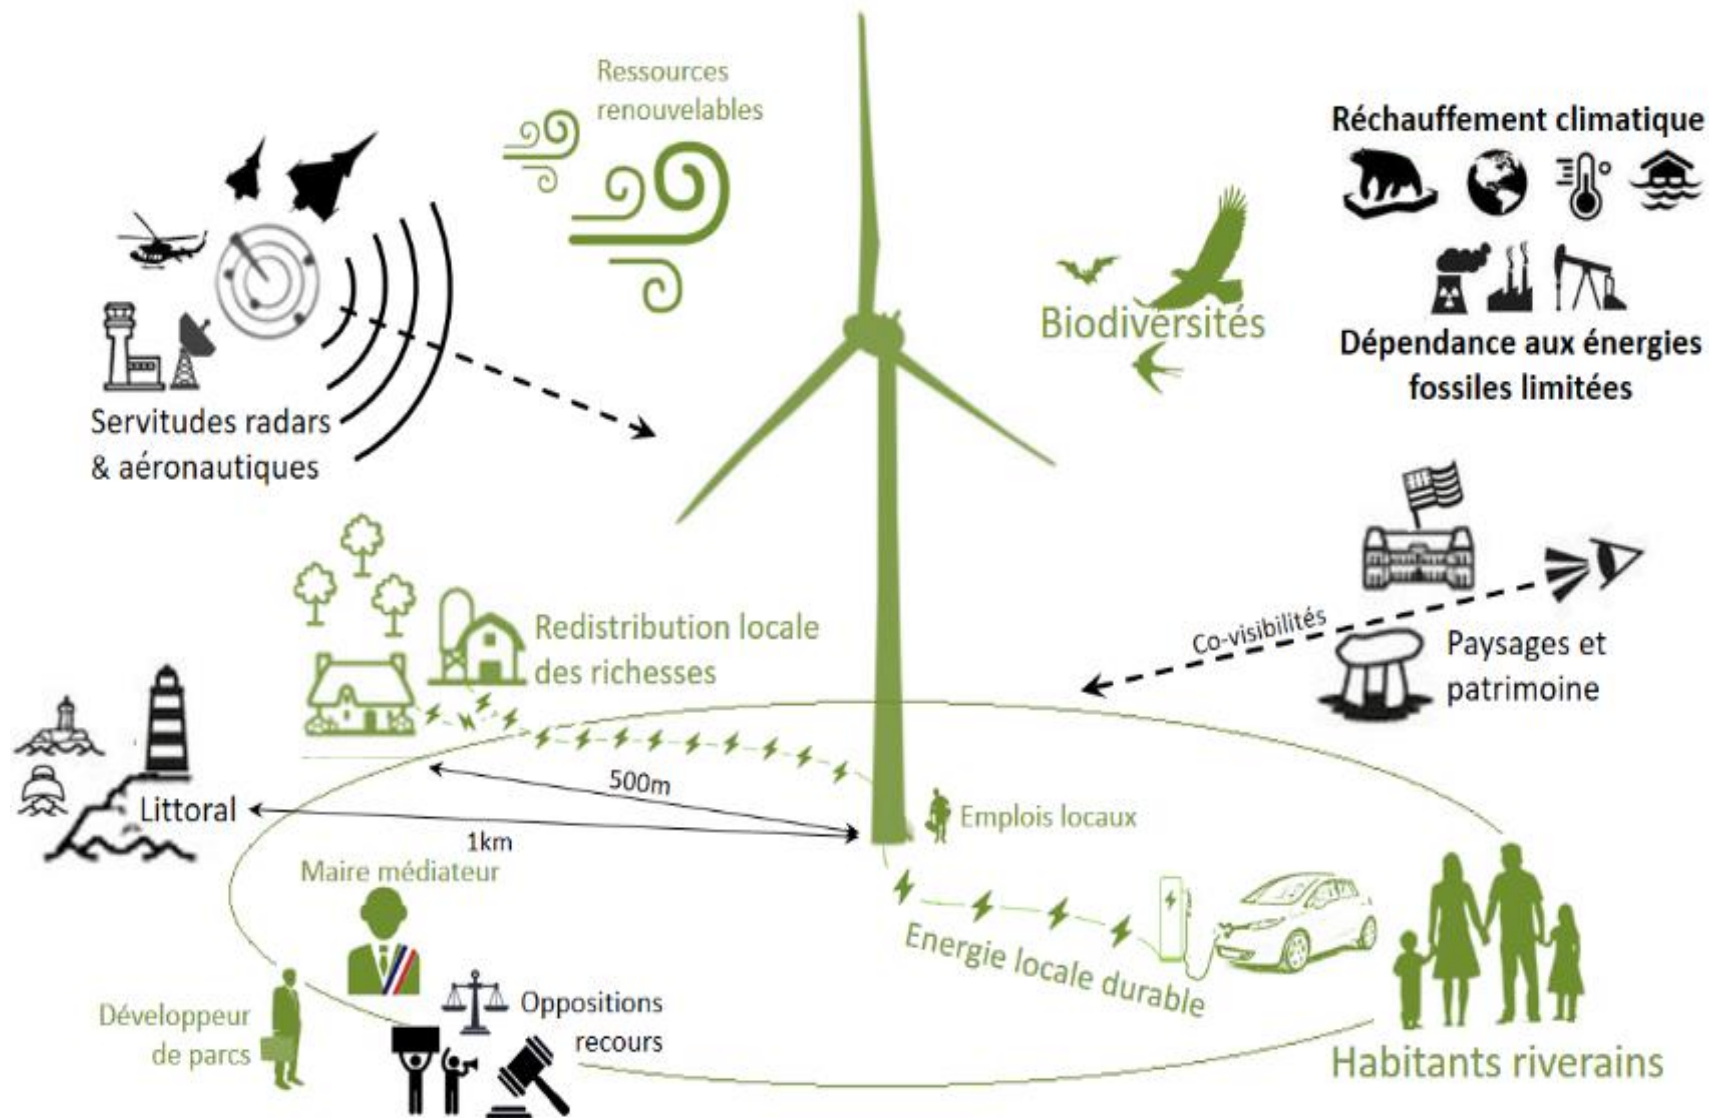 Ressources
renouvelables
Réchauffement climatique
Biodiversités
Dépendance aux énergies
fossiles limitées
Servitudes radars
& aéronautiques
Redistribution locale
des richesses
Co-visibilités
Paysages et
patrimoine
500m
Littoral
1km
Emplois locaux
Maire médiateur
Energie locale durable
Développeur
de parcs
Oppositions
recours
Habitants riverains